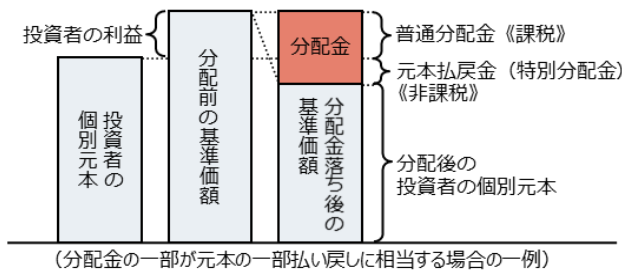 投資者の利益
投資者の
個別元本
分配前の基準価額
分配金
分配金落ち後の
基準価額
普通分配金《課税》
元本払戻金（特別分配金）
《非課税》
分配後の
投資者の個別元本
（分配金の一部が元本の一部払い戻しに相当する場合の一例）